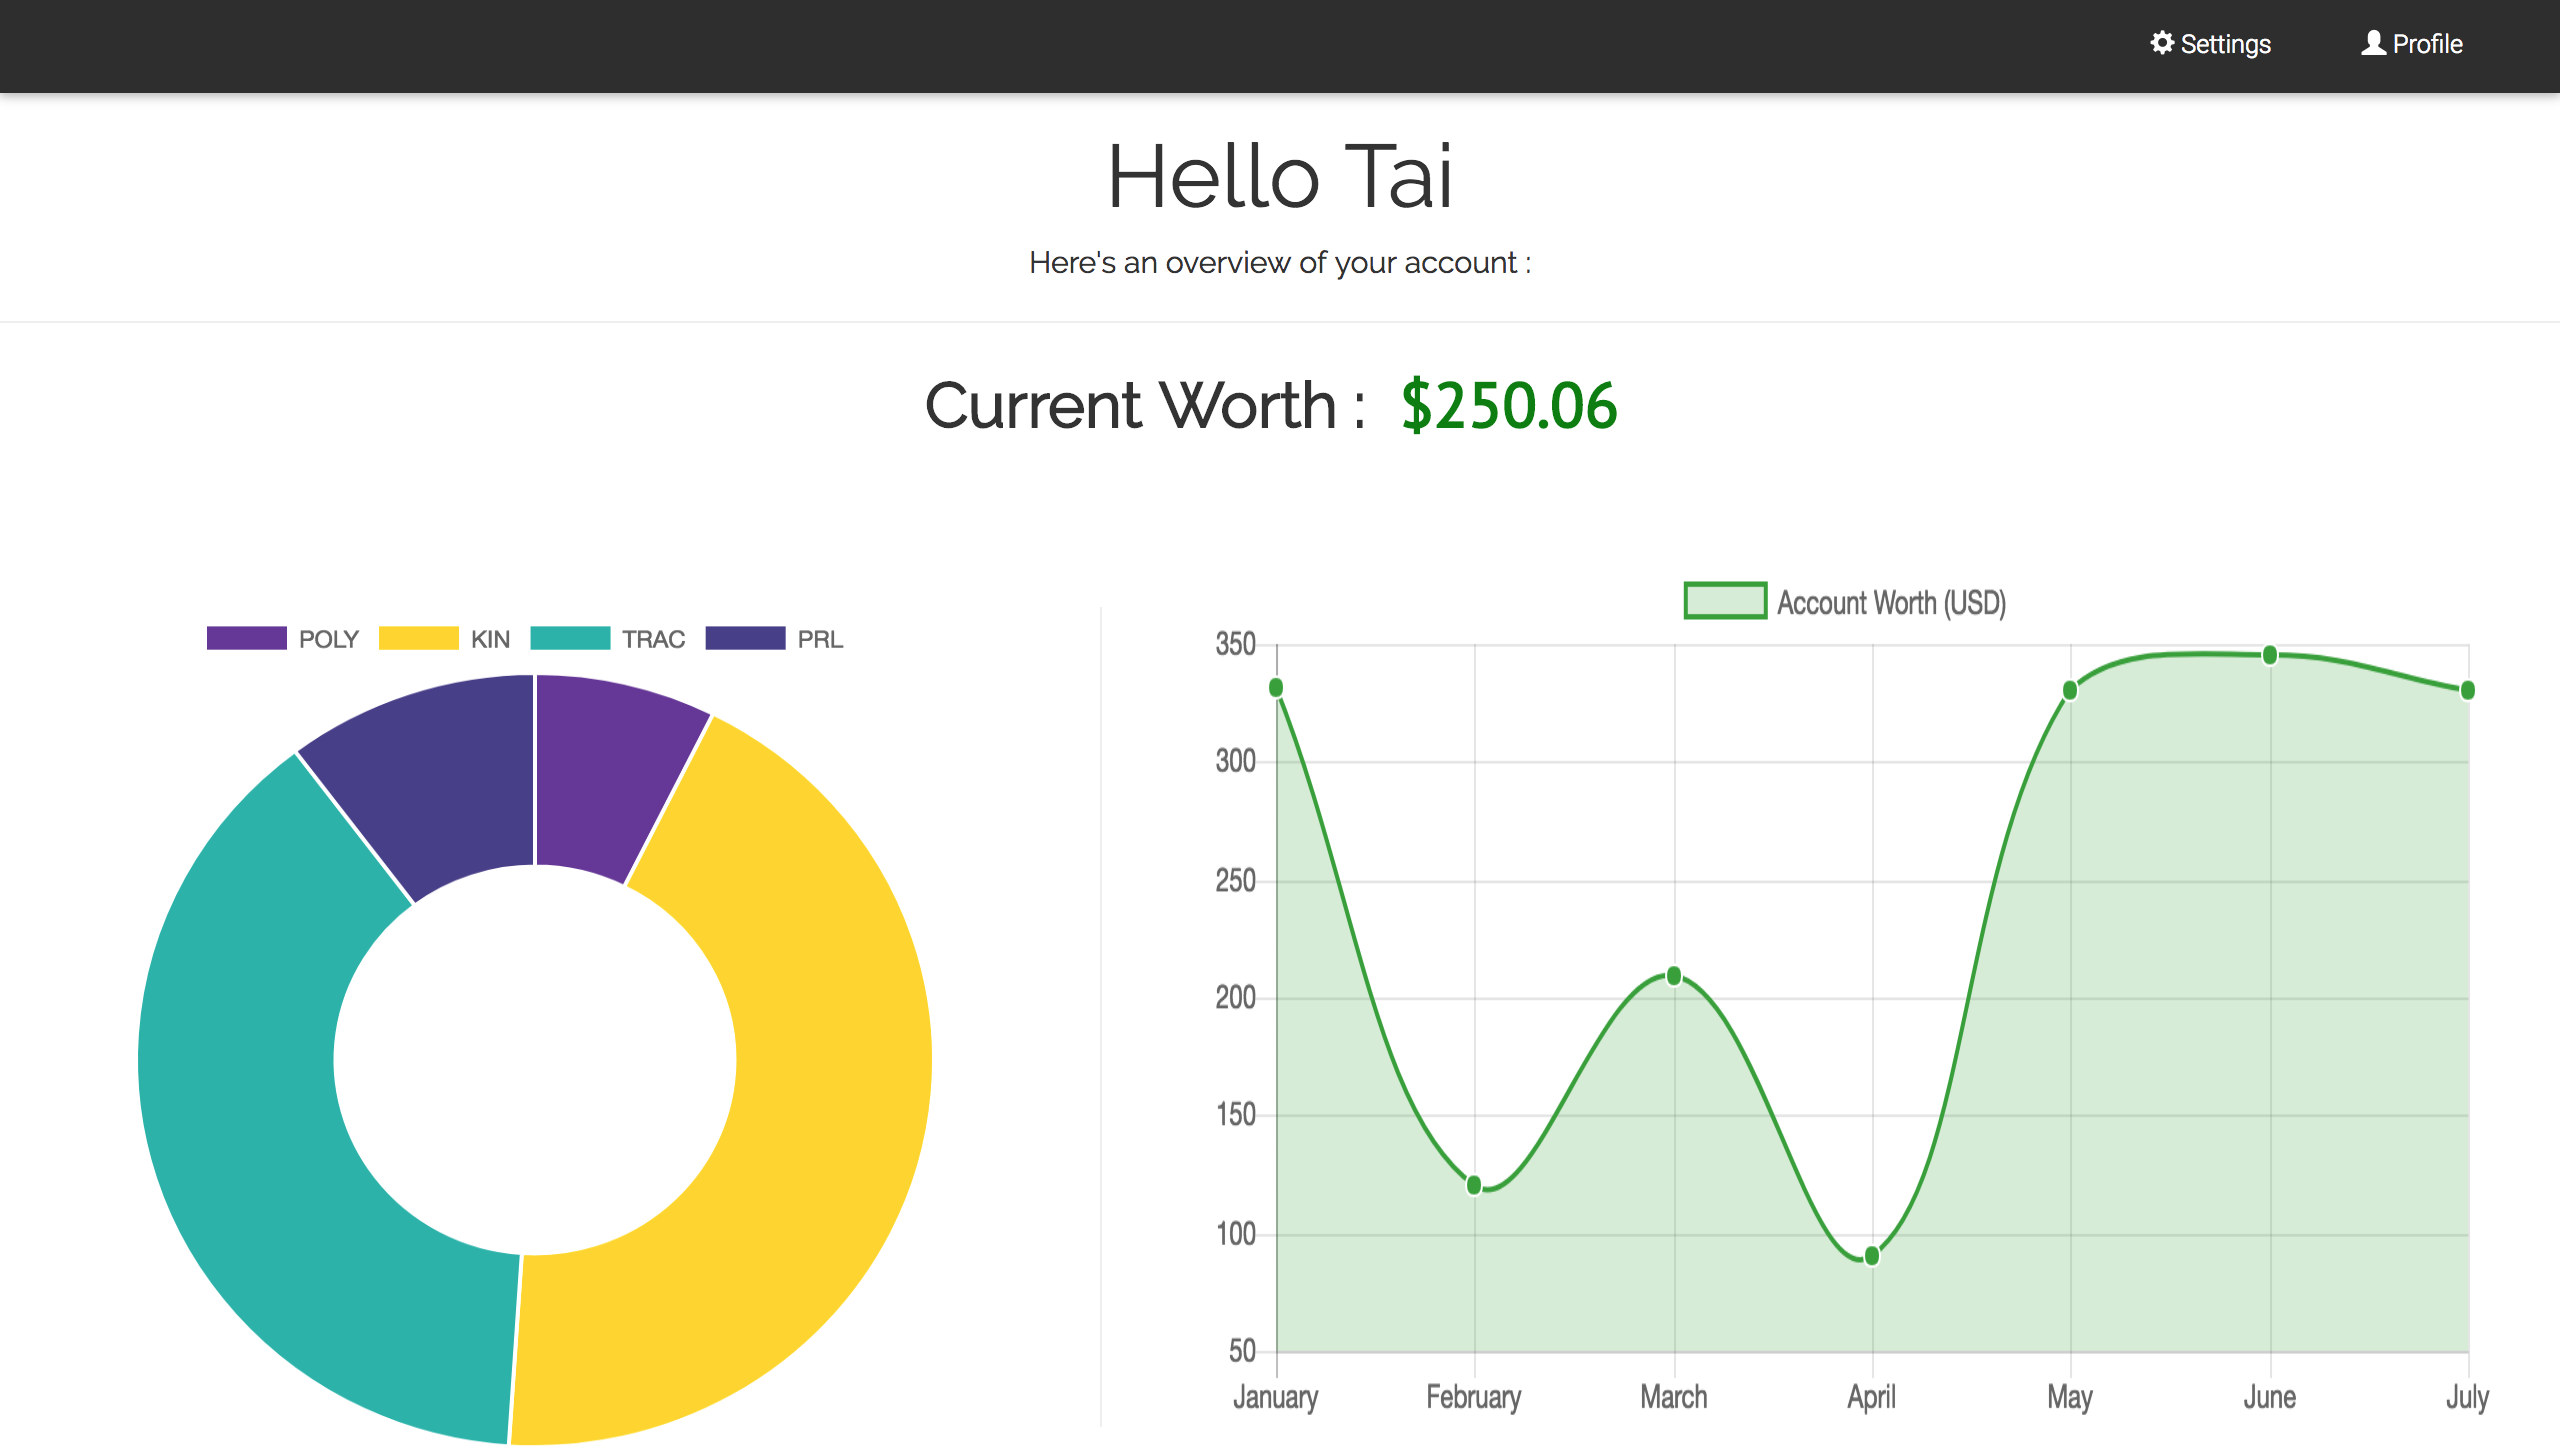 Settings Profile
Hello Tai
Here's an overview of your account :
Current Worth : $250.06
POLY KIN TRAC PRL
Account Worth (USD)
350
300
250
200
150
100
50
January February March April May June July